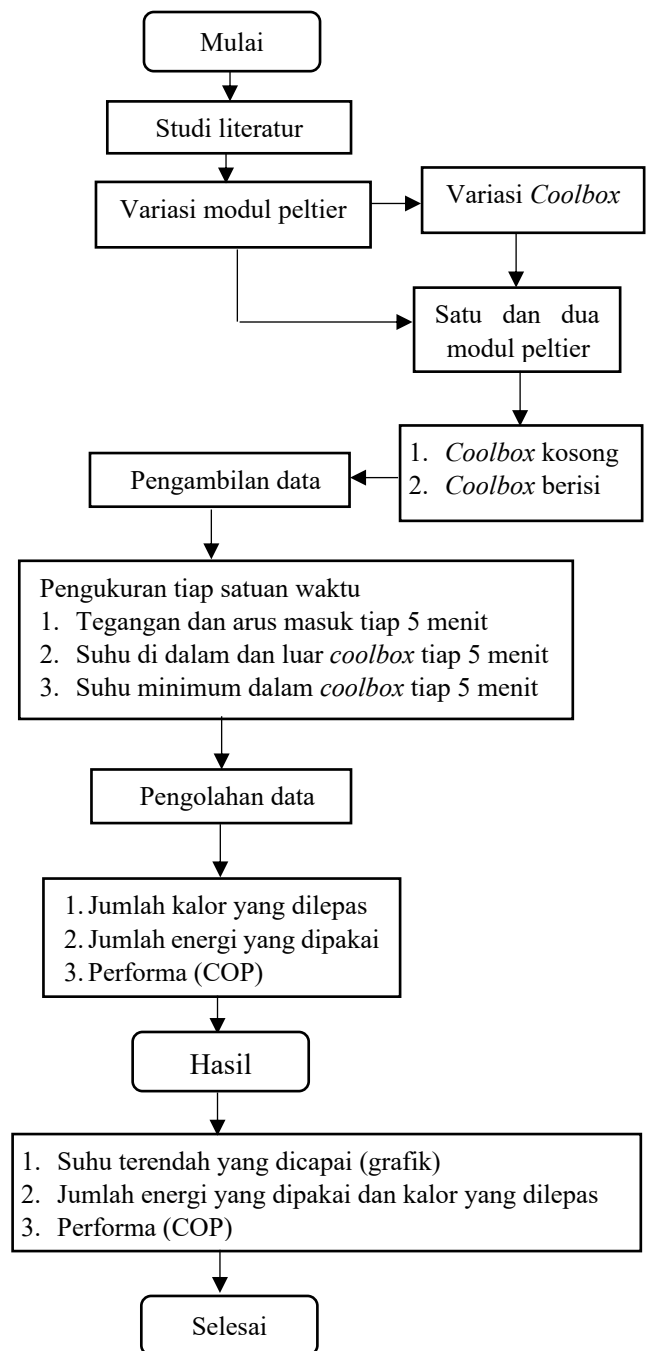 Mulai
Studi literatur
Variasi modul peltier
Variasi Coolbox
Satu dan dua
modul peltier
1. Coolbox kosong
2. Coolbox berisi
Pengambilan data
Pengukuran tiap satuan waktu
1. Tegangan dan arus masuk tiap 5 menit
2. Suhu di dalam dan luar coolbox tiap 5 menit
3. Suhu minimum dalam coolbox tiap 5 menit
Pengolahan data
1. Jumlah kalor yang dilepas
2. Jumlah energi yang dipakai
3. Performa (COP)
Hasil
1. Suhu terendah yang dicapai (grafik)
2. Jumlah energi yang dipakai dan kalor yang dilepas
3. Performa (COP)
Selesai